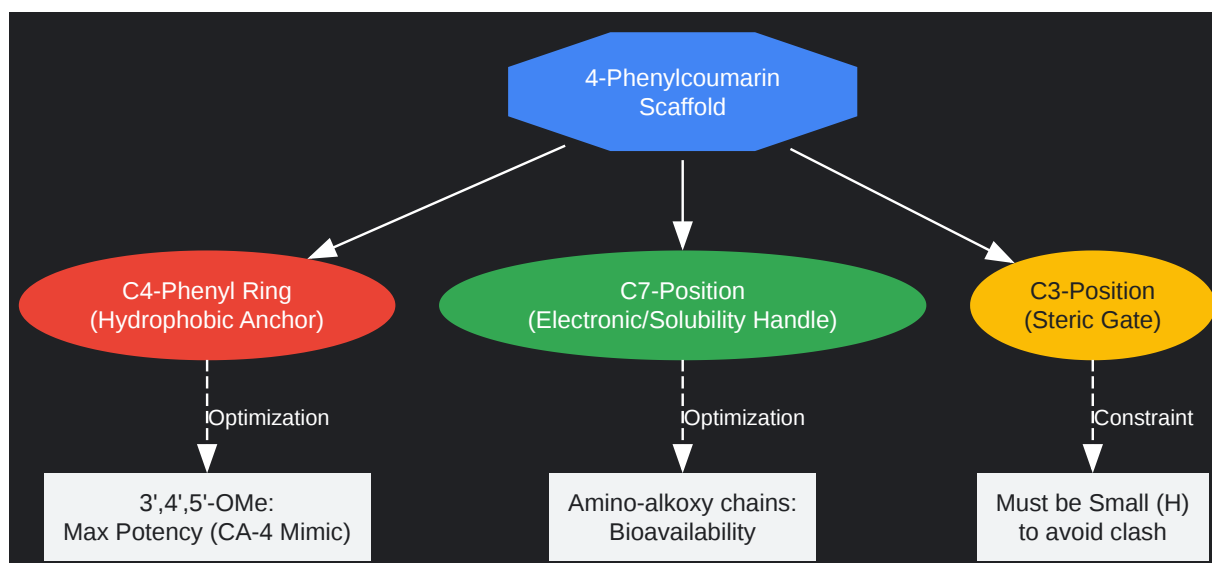 4-Phenylcoumarin
Scaffold
C4-Phenyl Ring
(Hydrophobic Anchor)
C7-Position
(Electronic/Solubility Handle)
C3-Position
(Steric Gate)
Optimization
Optimization
Constraint
3',4',5'-OMe:
Max Potency (CA-4 Mimic)
Amino-alkoxy chains:
Bioavailability
Must be Small (H)
to avoid clash